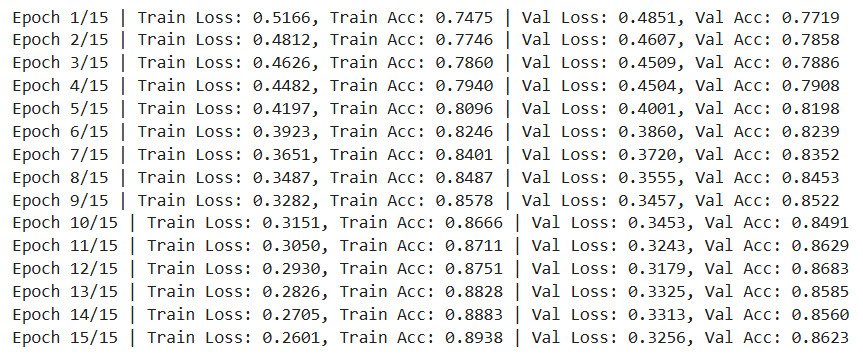 Epoch 1/15 | Train Loss: 0.5166, Train Acc: 0.7475 | Val Loss: 0.4851, Val Acc: 0.7719
Epoch 2/15 | Train Loss: 0.4812, Train Acc: 0.7746 | Val Loss: 0.4607, Val Acc: 0.7858
Epoch 3/15 | Train Loss: 0.4626, Train Acc: 0.7860 | Val Loss: 0.4509, Val Acc: 0.7886
Epoch 4/15 | Train Loss: 0.4482, Train Acc: 0.7940 | Val Loss: 0.4504, Val Acc: 0.7908
Epoch 5/15 | Train Loss: 0.4197, Train Acc: 0.8096 | Val Loss: 0.4001, Val Acc: 0.8198
Epoch 6/15 | Train Loss: 0.3923, Train Acc: 0.8246 | Val Loss: 0.3860, Val Acc: 0.8239
Epoch 7/15 | Train Loss: 0.3651, Train Acc: 0.8401 | Val Loss: 0.3720, Val Acc: 0.8352
Epoch 8/15 | Train Loss: 0.3487, Train Acc: 0.8487 | Val Loss: 0.3555, Val Acc: 0.8453
Epoch 9/15 | Train Loss: 0.3282, Train Acc: 0.8578 | Val Loss: 0.3457, Val Acc: 0.8522
Epoch 10/15 | Train Loss: 0.3151, Train Acc: 0.8666 | Val Loss: 0.3453, Val Acc: 0.8491
Epoch 11/15 | Train Loss: 0.3050, Train Acc: 0.8711 | Val Loss: 0.3243, Val Acc: 0.8629
Epoch 12/15 | Train Loss: 0.2930, Train Acc: 0.8751 | Val Loss: 0.3179, Val Acc: 0.8683
Epoch 13/15 | Train Loss: 0.2826, Train Acc: 0.8828 | Val Loss: 0.3325, Val Acc: 0.8585
Epoch 14/15 | Train Loss: 0.2705, Train Acc: 0.8883 | Val Loss: 0.3313, Val Acc: 0.8560
Epoch 15/15 | Train Loss: 0.2601, Train Acc: 0.8938 | Val Loss: 0.3256, Val Acc: 0.8623